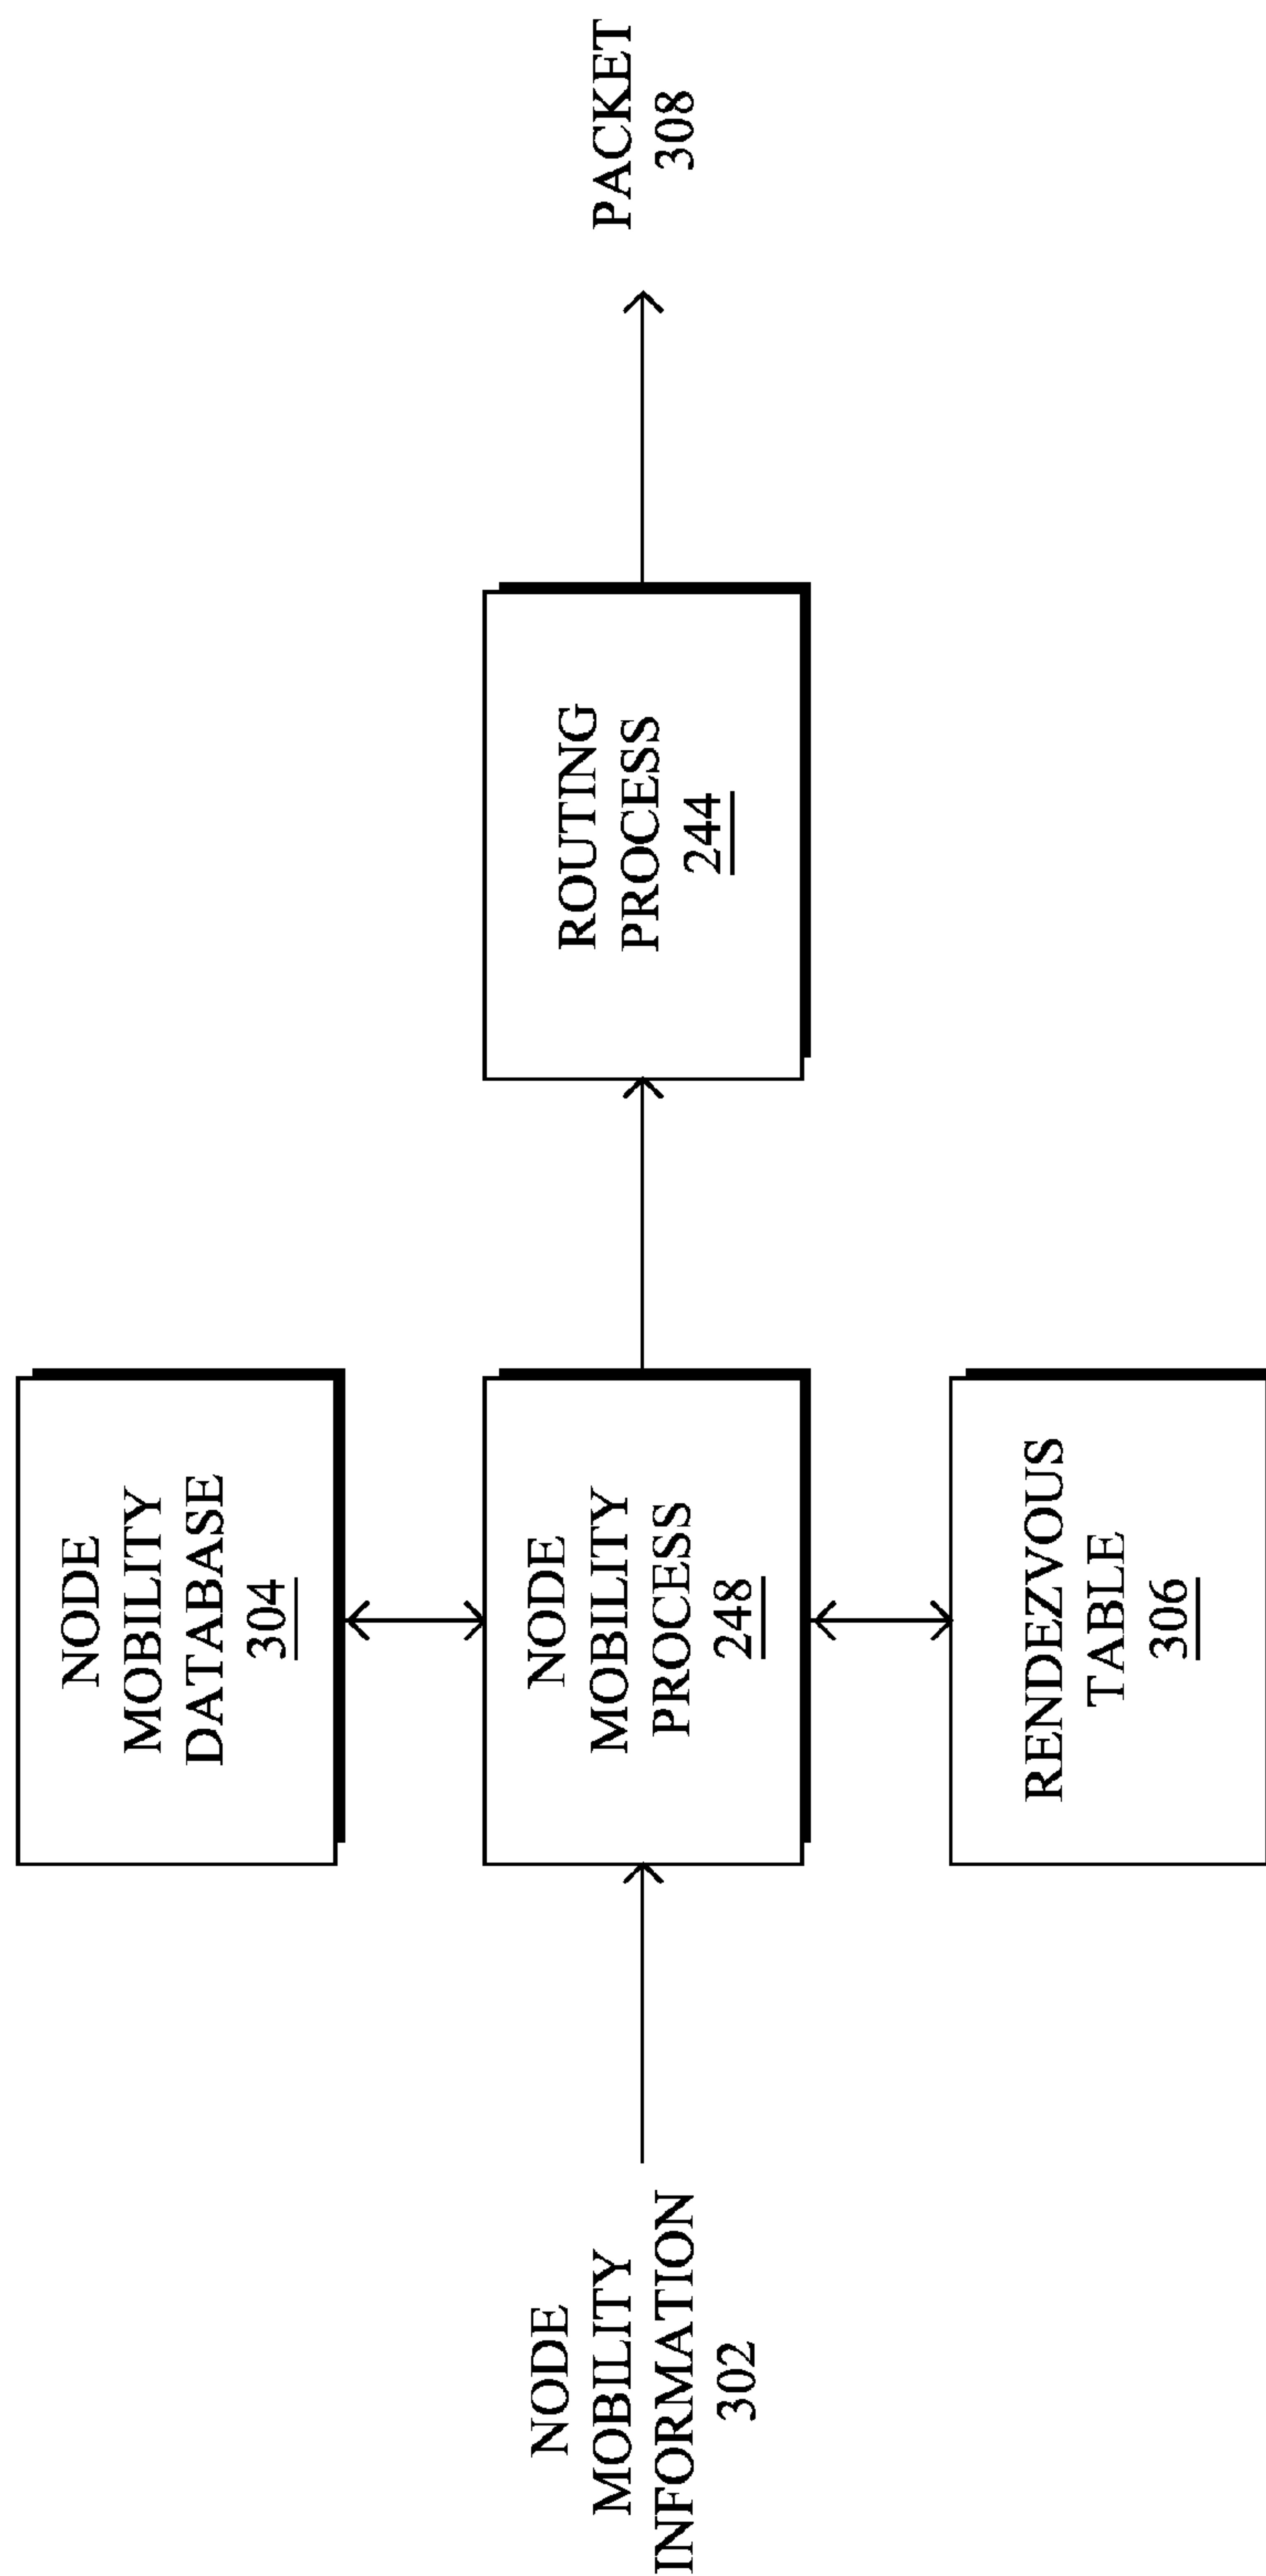 NODE
MOBILITY
DATABASE
304
NODE
MOBILITY
INFORMATION
302
NODE
MOBILITY
PROCESS
248
ROUTING
PROCESS
244
PACKET
308
RENDEZVOUS
TABLE
306